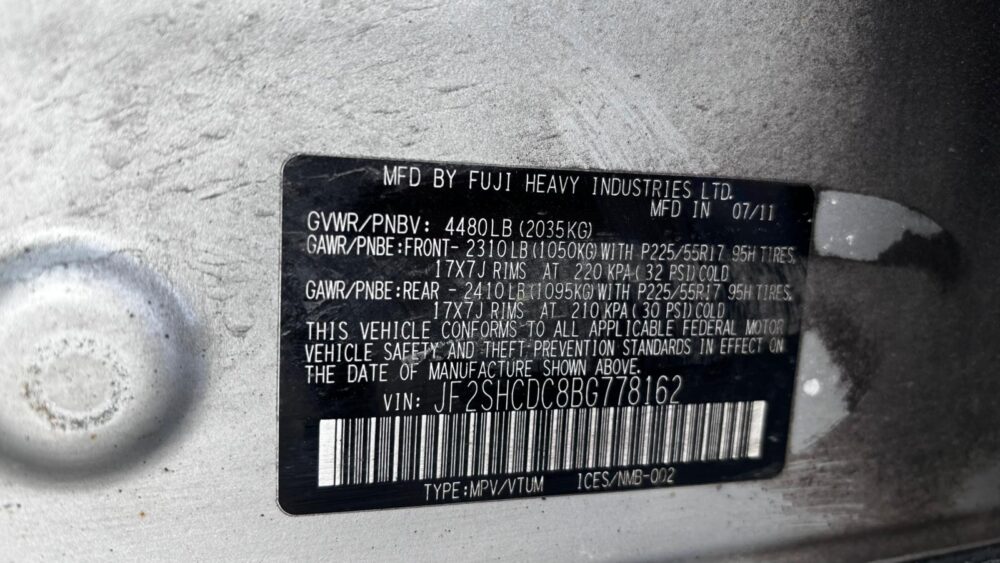 MFD BY FUJI HEAVY INDUSTRIES LTD.
MFD IN 07/11
GVWR/PNBV: 4480LB (2035KG)
GAWR/PNBE:FRONT- 2310LB(1050KG) WITH P225/55R17 95H TIRES,
17X7J RIMS AT 220 KPA(32 PSI) COLD
GAWR/PNBE:REAR - 2410LB(1095KG) WITH P225/55R17 95H TIRES,
17X7J RIMS AT 210 KPA(30 PSI) COLD
THIS VEHICLE CONFORMS TO ALL APPLICABLE FEDERAL MOTOR
VEHICLE SAFETY AND THEFT PREVENTION STANDARDS IN EFFECT ON
THE DATE OF MANUFACTURE SHOWN ABOVE.
VIN: JF2SHCDC8BG778162
TYPE:MPV/VTUM ICES/NMB-002